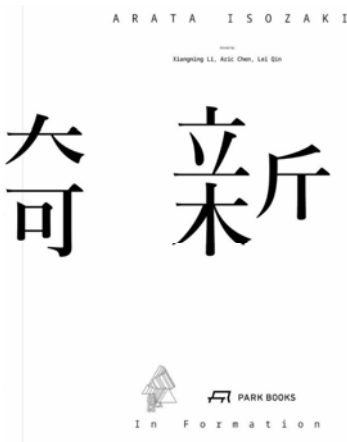 ARATA ISOZAKI
Xiangning Li, Aric Chen, Lei Qin
奇 新
PARK BOOKS
In Formation